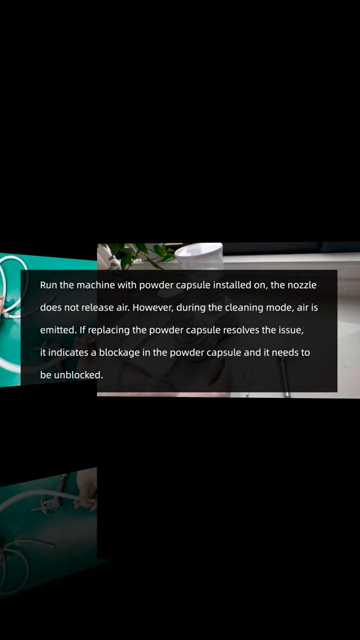 Run the machine with powder capsule installed on, the nozzle
does not release air. However, during the cleaning mode, air is
emitted. If replacing the powder capsule resolves the issue,
it indicates a blockage in the powder capsule and it needs to
be unblocked.